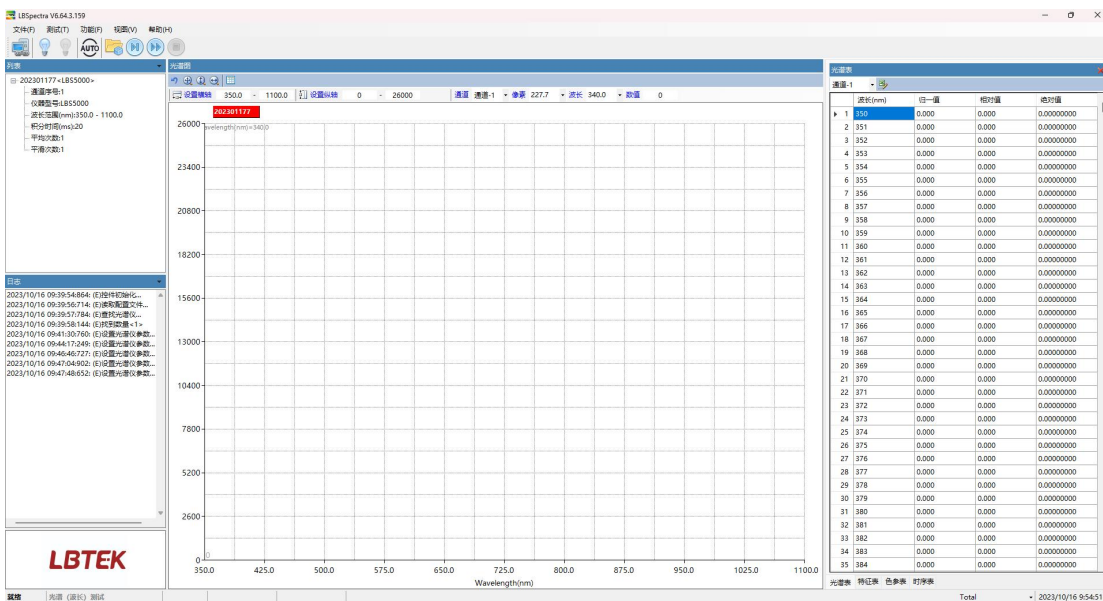 LBSpectra V6.64.3.159
文件(F) 测试(T) 功能(F) 视图(V) 帮助(H)
AUTO
列表
202301177<LBS5000>
通道序号:1
仪器型号:LBS5000
波长范围(nm):350.0 - 1100.0
积分时间(ms):20
平均次数:1
平滑次数:1
日志
2023/10/16 09:39:54:864: (E)控件初始化...
2023/10/16 09:39:56:714: (E)读取配置文件...
2023/10/16 09:39:57:784: (E)查找光谱仪...
2023/10/16 09:39:58:144: (E)找到数量<1>
2023/10/16 09:41:30:760: (E)设置光谱仪参数...
2023/10/16 09:44:17:249: (E)设置光谱仪参数...
2023/10/16 09:46:46:727: (E)设置光谱仪参数...
2023/10/16 09:47:04:902: (E)设置光谱仪参数...
2023/10/16 09:47:48:652: (E)设置光谱仪参数...
LBTEK
光谱图
设置横轴 350.0 - 1100.0 设置纵轴 0 - 26000 通道 通道-1 像素 227.7 波长 340.0 数值 0
202301177
avelength(nm)=340.0
26000
23400
20800
18200
15600
13000
10400
7800
5200
2600
0
0
350.0 425.0 500.0 575.0 650.0 725.0 800.0 875.0 950.0 1025.0 1100.0
Wavelength(nm)
光谱表
通道-1
波长(nm) 归一值 相对值 绝对值
1 350 0.000 0.000 0.00000000
2 351 0.000 0.000 0.00000000
3 352 0.000 0.000 0.00000000
4 353 0.000 0.000 0.00000000
5 354 0.000 0.000 0.00000000
6 355 0.000 0.000 0.00000000
7 356 0.000 0.000 0.00000000
8 357 0.000 0.000 0.00000000
9 358 0.000 0.000 0.00000000
10 359 0.000 0.000 0.00000000
11 360 0.000 0.000 0.00000000
12 361 0.000 0.000 0.00000000
13 362 0.000 0.000 0.00000000
14 363 0.000 0.000 0.00000000
15 364 0.000 0.000 0.00000000
16 365 0.000 0.000 0.00000000
17 366 0.000 0.000 0.00000000
18 367 0.000 0.000 0.00000000
19 368 0.000 0.000 0.00000000
20 369 0.000 0.000 0.00000000
21 370 0.000 0.000 0.00000000
22 371 0.000 0.000 0.00000000
23 372 0.000 0.000 0.00000000
24 373 0.000 0.000 0.00000000
25 374 0.000 0.000 0.00000000
26 375 0.000 0.000 0.00000000
27 376 0.000 0.000 0.00000000
28 377 0.000 0.000 0.00000000
29 378 0.000 0.000 0.00000000
30 379 0.000 0.000 0.00000000
31 380 0.000 0.000 0.00000000
32 381 0.000 0.000 0.00000000
33 382 0.000 0.000 0.00000000
34 383 0.000 0.000 0.00000000
35 384 0.000 0.000 0.00000000
光谱表 特征表 色参表 时序表
就绪 光谱（波长）测试 Total 2023/10/16 9:54:51